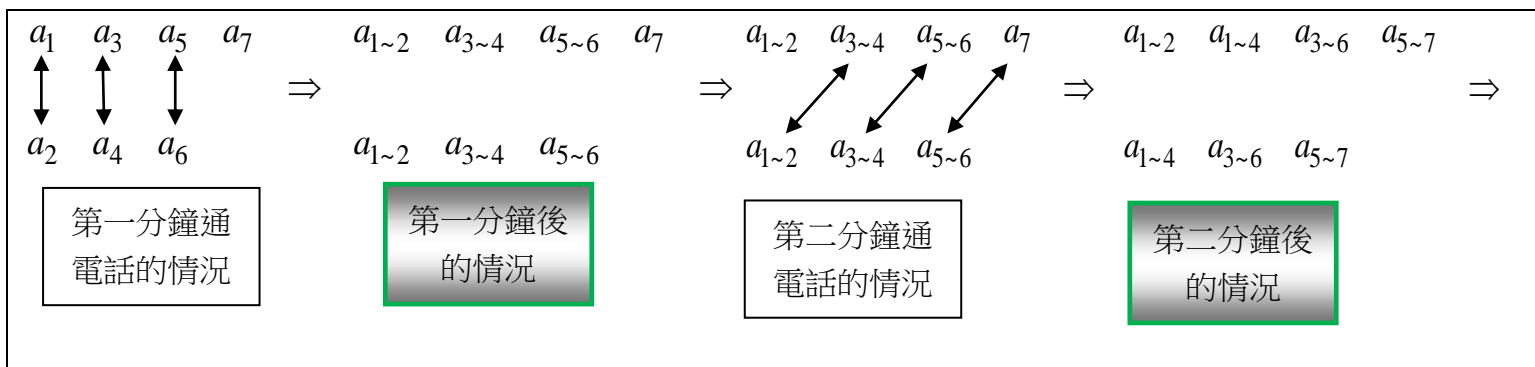 a1 a3 a5 a7 ⇒ a1~2 a3~4 a5~6 a7 ⇒ a1~2 a3~4 a5~6 a7 ⇒ a1~2 a1~4 a3~6 a5~7 ⇒
a2 a4 a6 a1~2 a3~4 a5~6 a1~2 a3~4 a5~6 a1~4 a3~6 a5~7
第一分鐘通
電話的情況
第一分鐘後
的情況
第二分鐘通
電話的情況
第二分鐘後
的情況